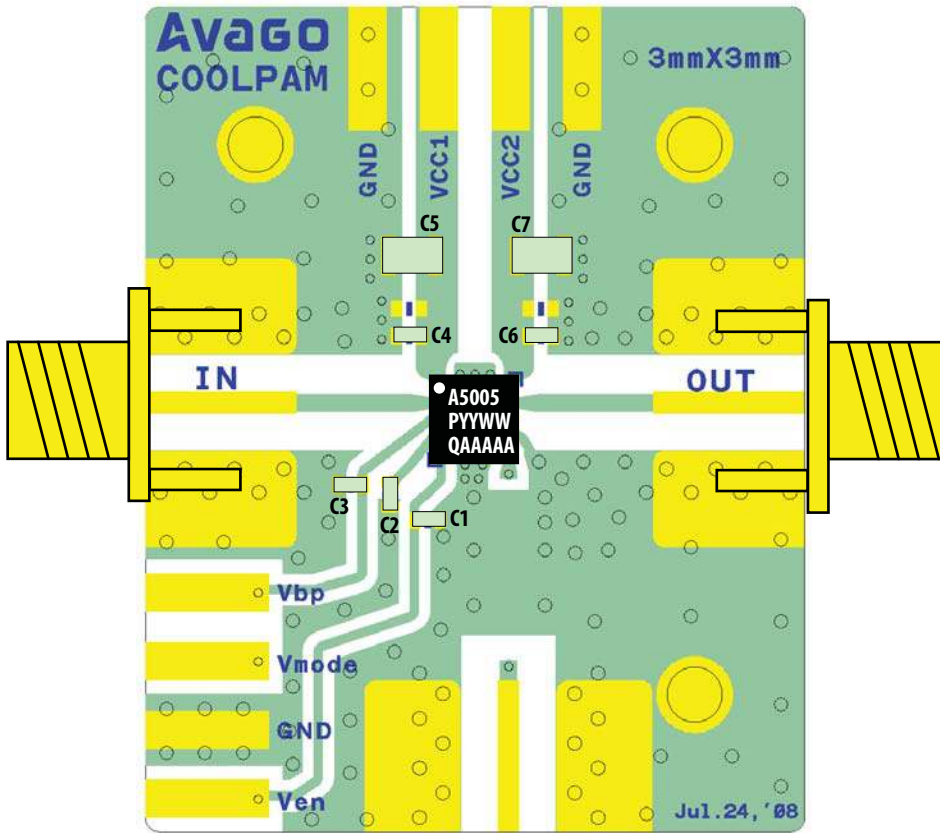 AVAGO
COOLPAM
3mmX3mm
GND
VCC1
VCC2
GND
C5
C7
C4
C6
IN
OUT
A5005
PYYWW
QAAAAA
C3
C2
C1
Vbp
Vmode
GND
Ven
Jul.24,'08